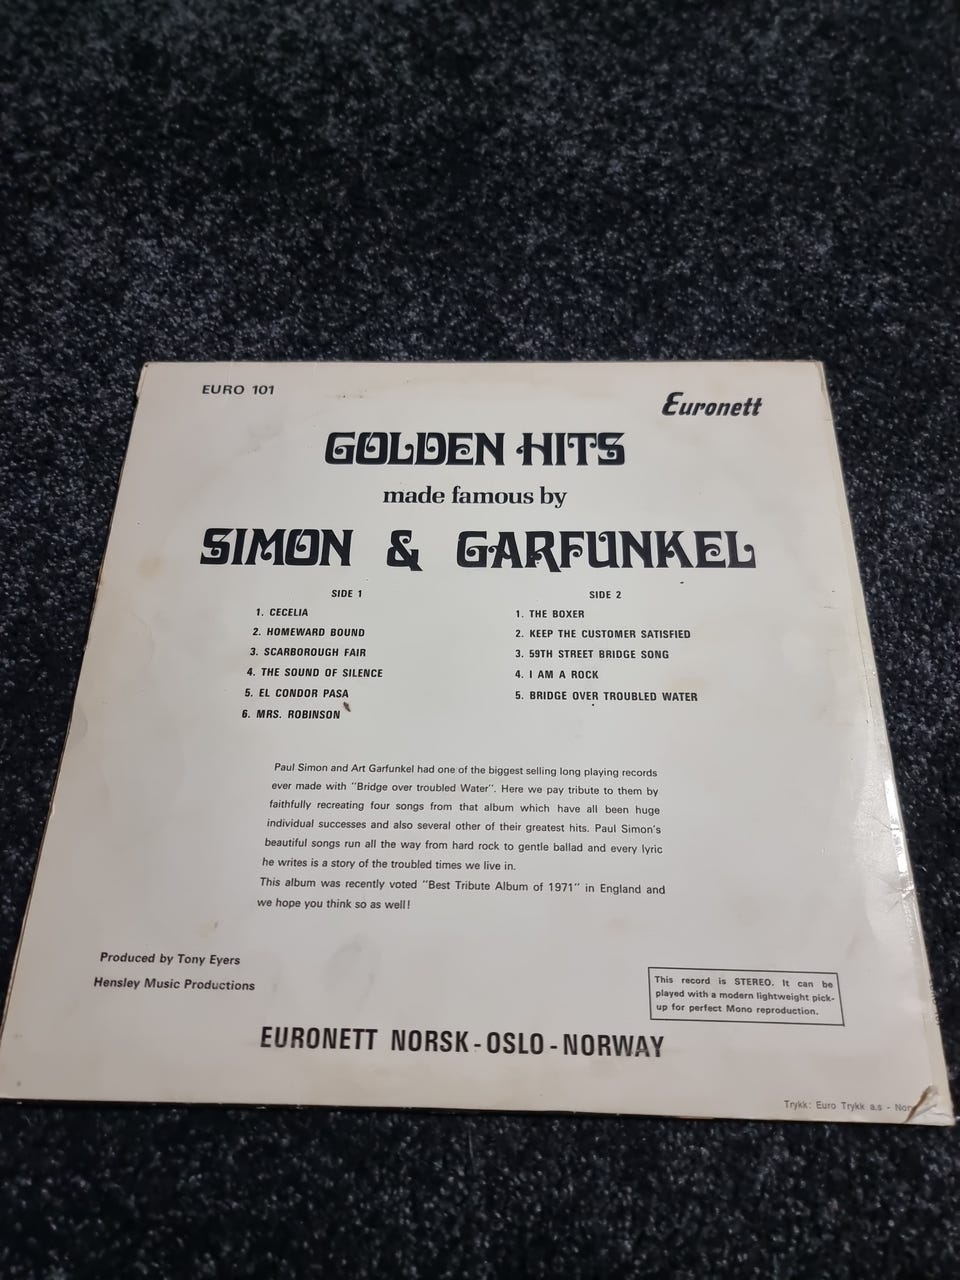 EURO 101
Euronett
GOLDEN HITS
made famous by
SIMON & GARFUNKEL
SIDE 1
1. CECELIA
2. HOMEWARD BOUND
3. SCARBOROUGH FAIR
4. THE SOUND OF SILENCE
5. EL CONDOR PASA
6. MRS. ROBINSON
SIDE 2
1. THE BOXER
2. KEEP THE CUSTOMER SATISFIED
3. 59TH STREET BRIDGE SONG
4. I AM A ROCK
5. BRIDGE OVER TROUBLED WATER
Paul Simon and Art Garfunkel had one of the biggest selling long playing records
ever made with "Bridge over troubled Water". Here we pay tribute to them by
faithfully recreating four songs from that album which have all been huge
individual successes and also several other of their greatest hits. Paul Simon's
beautiful songs run all the way from hard rock to gentle ballad and every lyric
he writes is a story of the troubled times we live in.
This album was recently voted "Best Tribute Album of 1971" in England and
we hope you think so as well!
Produced by Tony Eyers
Hensley Music Productions
This record is STEREO. It can be
played with a modern lightweight pick-
up for perfect Mono reproduction.
EURONETT NORSK - OSLO - NORWAY
Trykk: Euro Trykk a.s -